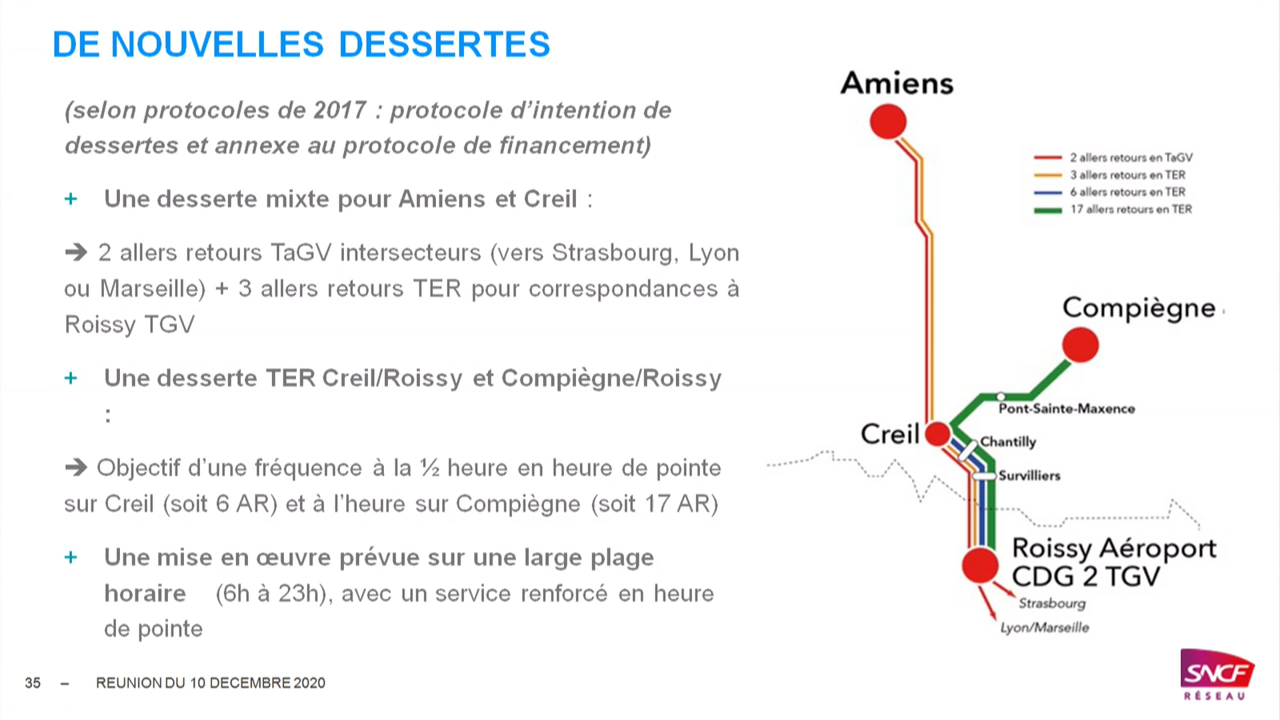 DE NOUVELLES DESSERTES
(selon protocoles de 2017 : protocole d’intention de
dessertes et annexe au protocole de financement)
+ Une desserte mixte pour Amiens et Creil :
➔ 2 allers retours TaGV intersecteurs (vers Strasbourg, Lyon
ou Marseille) + 3 allers retours TER pour correspondances à
Roissy TGV
+ Une desserte TER Creil/Roissy et Compiègne/Roissy
:
➔ Objectif d’une fréquence à la ½ heure en heure de pointe
sur Creil (soit 6 AR) et à l’heure sur Compiègne (soit 17 AR)
+ Une mise en œuvre prévue sur une large plage
horaire (6h à 23h), avec un service renforcé en heure
de pointe
Amiens
2 allers retours en TaGV
3 allers retours en TER
6 allers retours en TER
17 allers retours en TER
Compiègne
Pont-Sainte-Maxence
Creil
Chantilly
Survilliers
Roissy Aéroport
CDG 2 TGV
Strasbourg
Lyon/Marseille
35 – REUNION DU 10 DECEMBRE 2020
SNCF
RÉSEAU